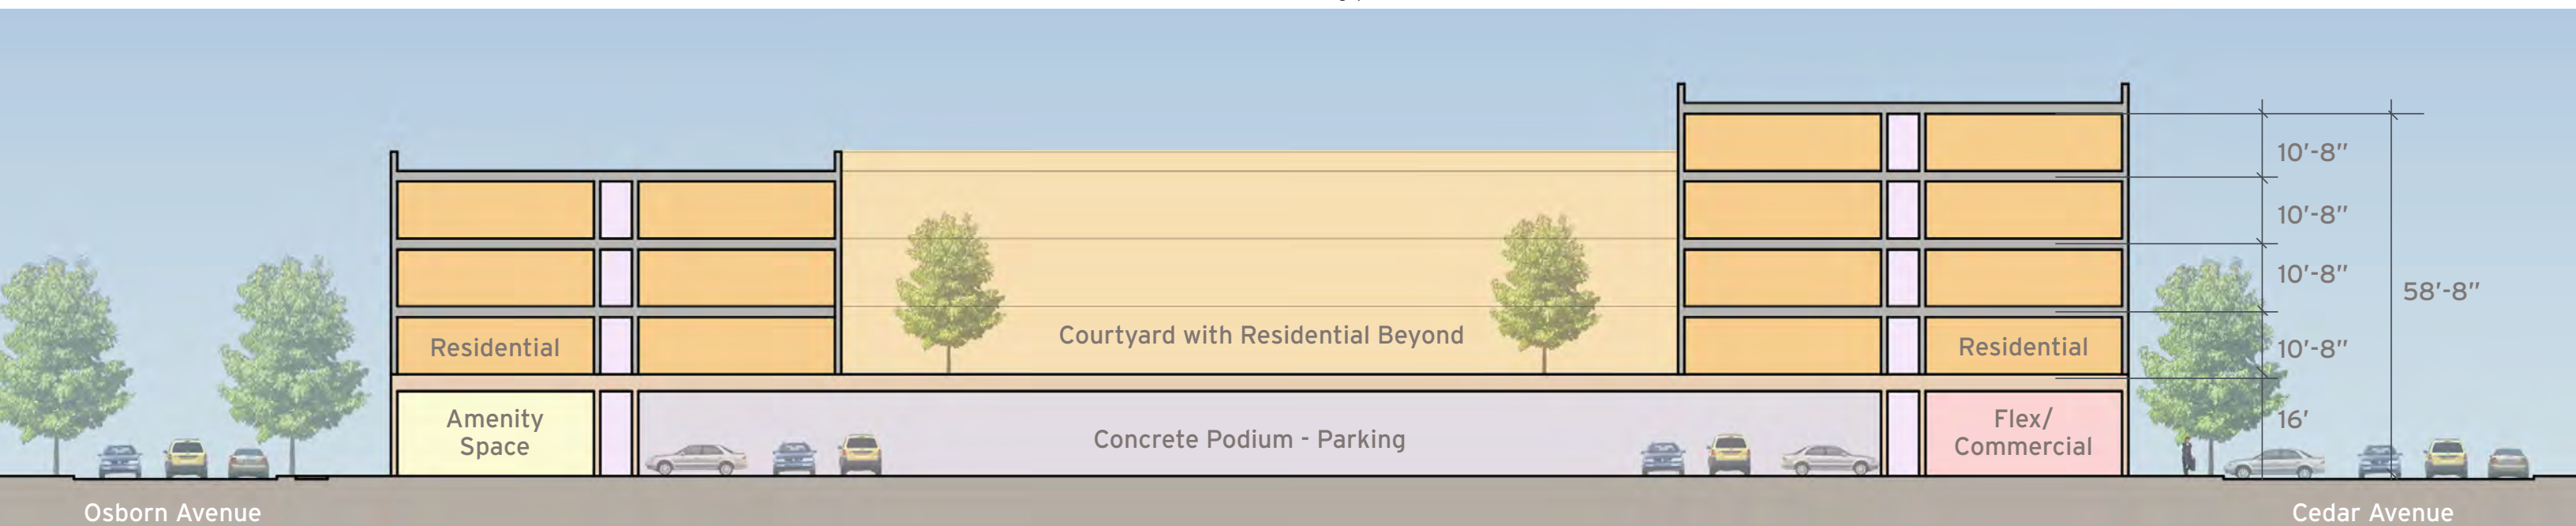 10’-8”
10’-8”
10’-8”
58’-8”
Courtyard with Residential Beyond
Residential
Residential
10’-8”
Amenity
Space
Concrete Podium - Parking
Flex/
Commercial
16’
Osborn Avenue
Cedar Avenue